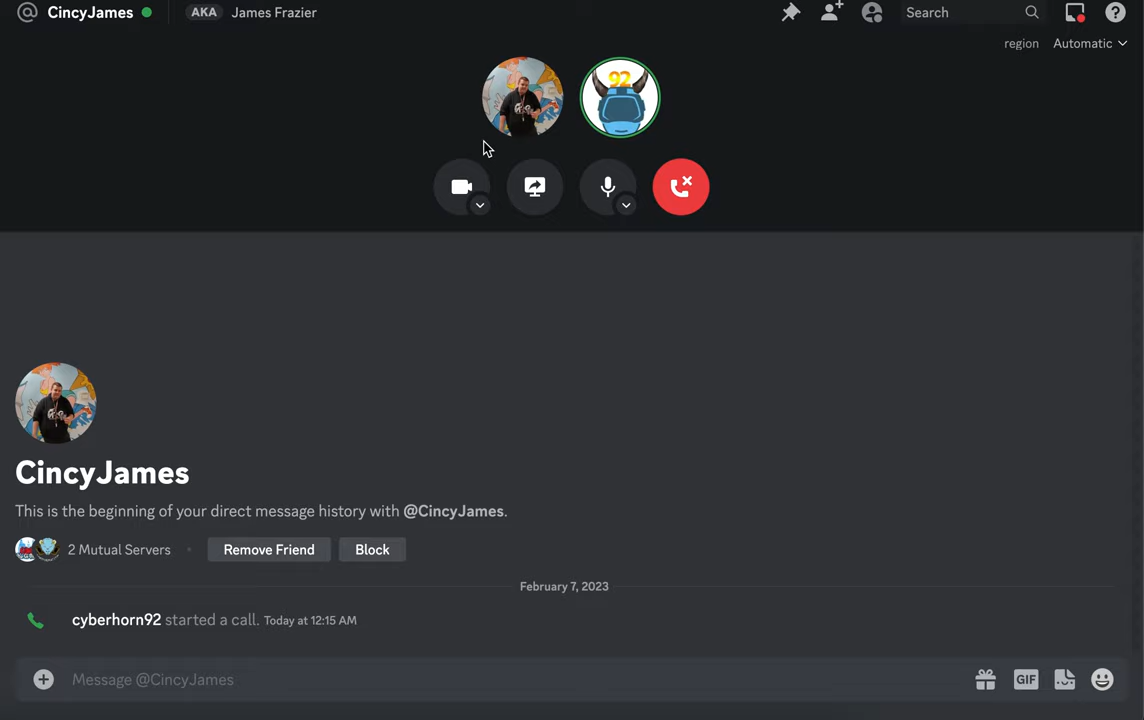 @ CincyJames AKA James Frazier Search
region Automatic
92
CincyJames
This is the beginning of your direct message history with @CincyJames.
2 Mutual Servers Remove Friend Block
February 7, 2023
cyberhorn92 started a call. Today at 12:15 AM
Message @CincyJames GIF